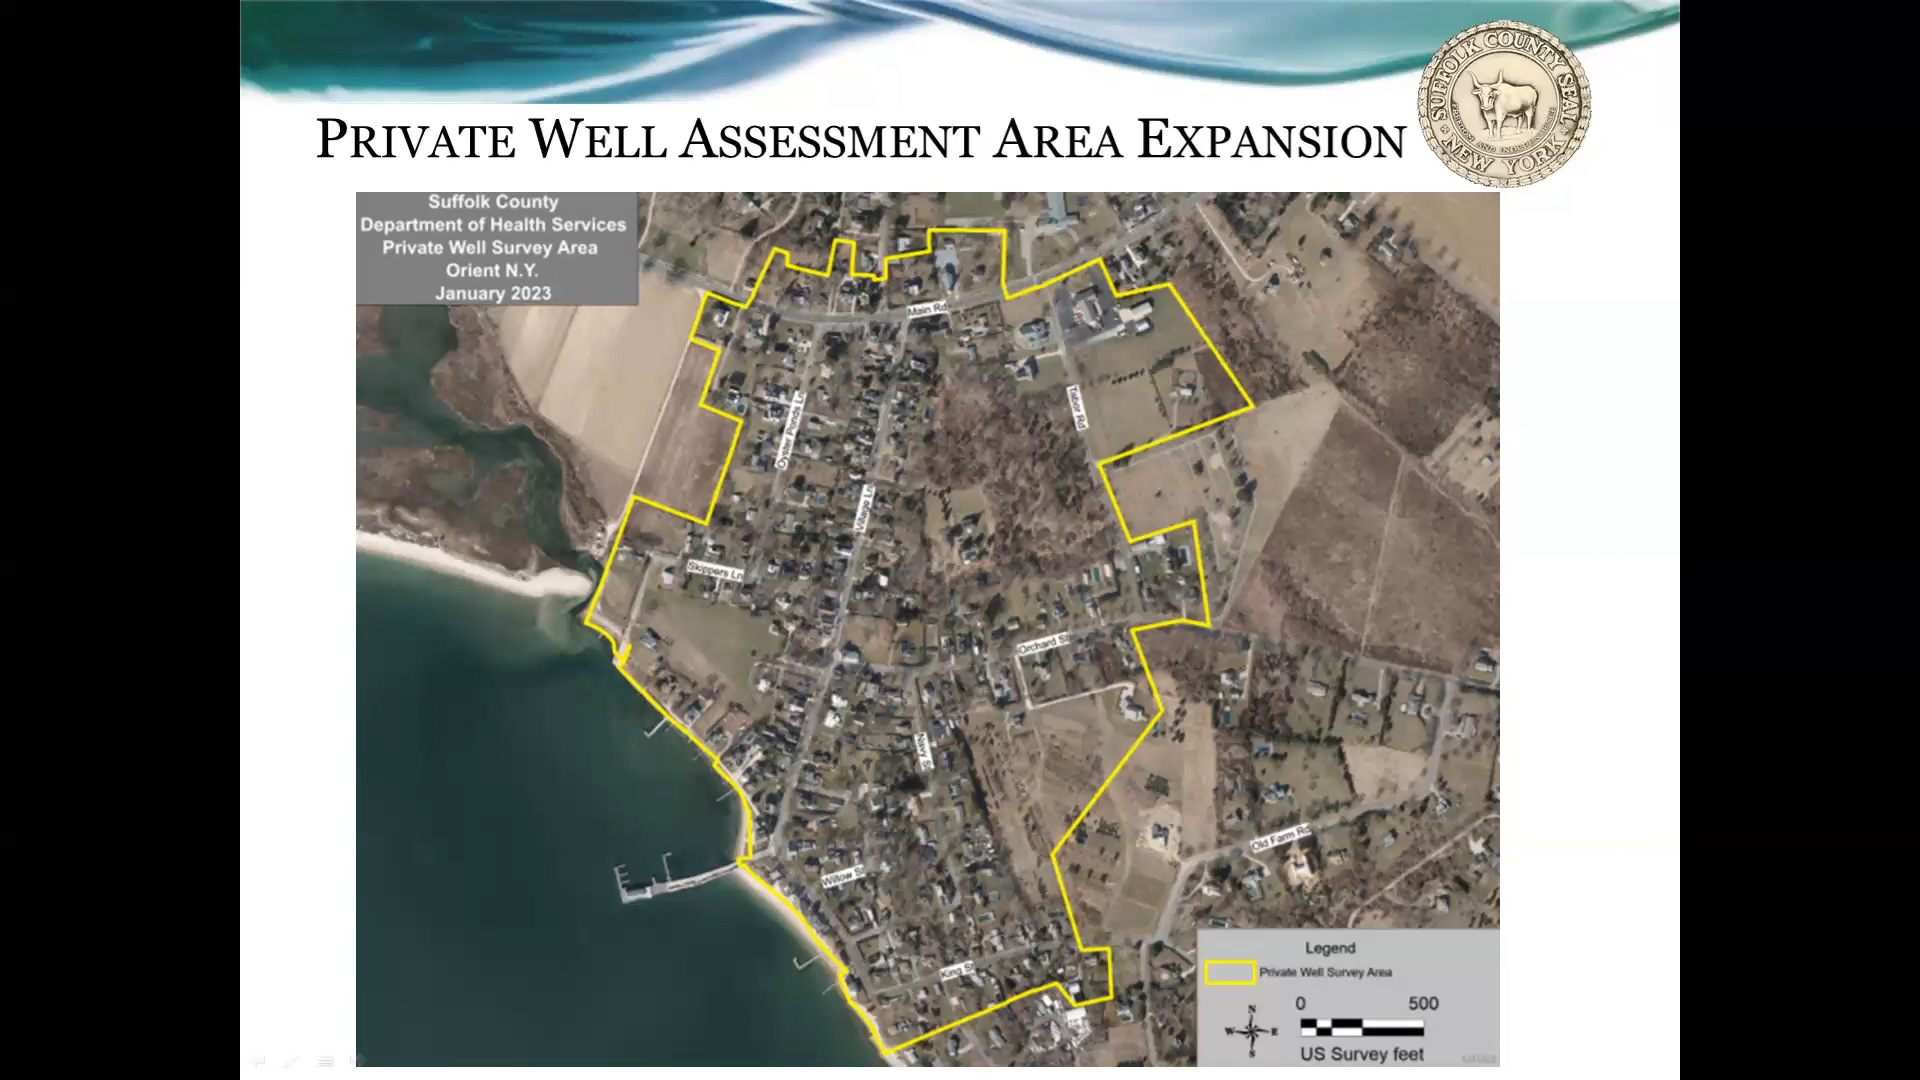 PRIVATE WELL ASSESSMENT AREA EXPANSION
SUFFOLK COUNTY SEAL
NEW YORK
Suffolk County
Department of Health Services
Private Well Survey Area
Orient N.Y.
January 2023
Main Rd
Tabor Rd
Oyster Ponds Ln
Village Ln
Skippers Ln
Orchard St
Navy St
Old Farm Rd
Willow St
King St
Legend
Private Well Survey Area
0 500
N
W E
S
US Survey feet